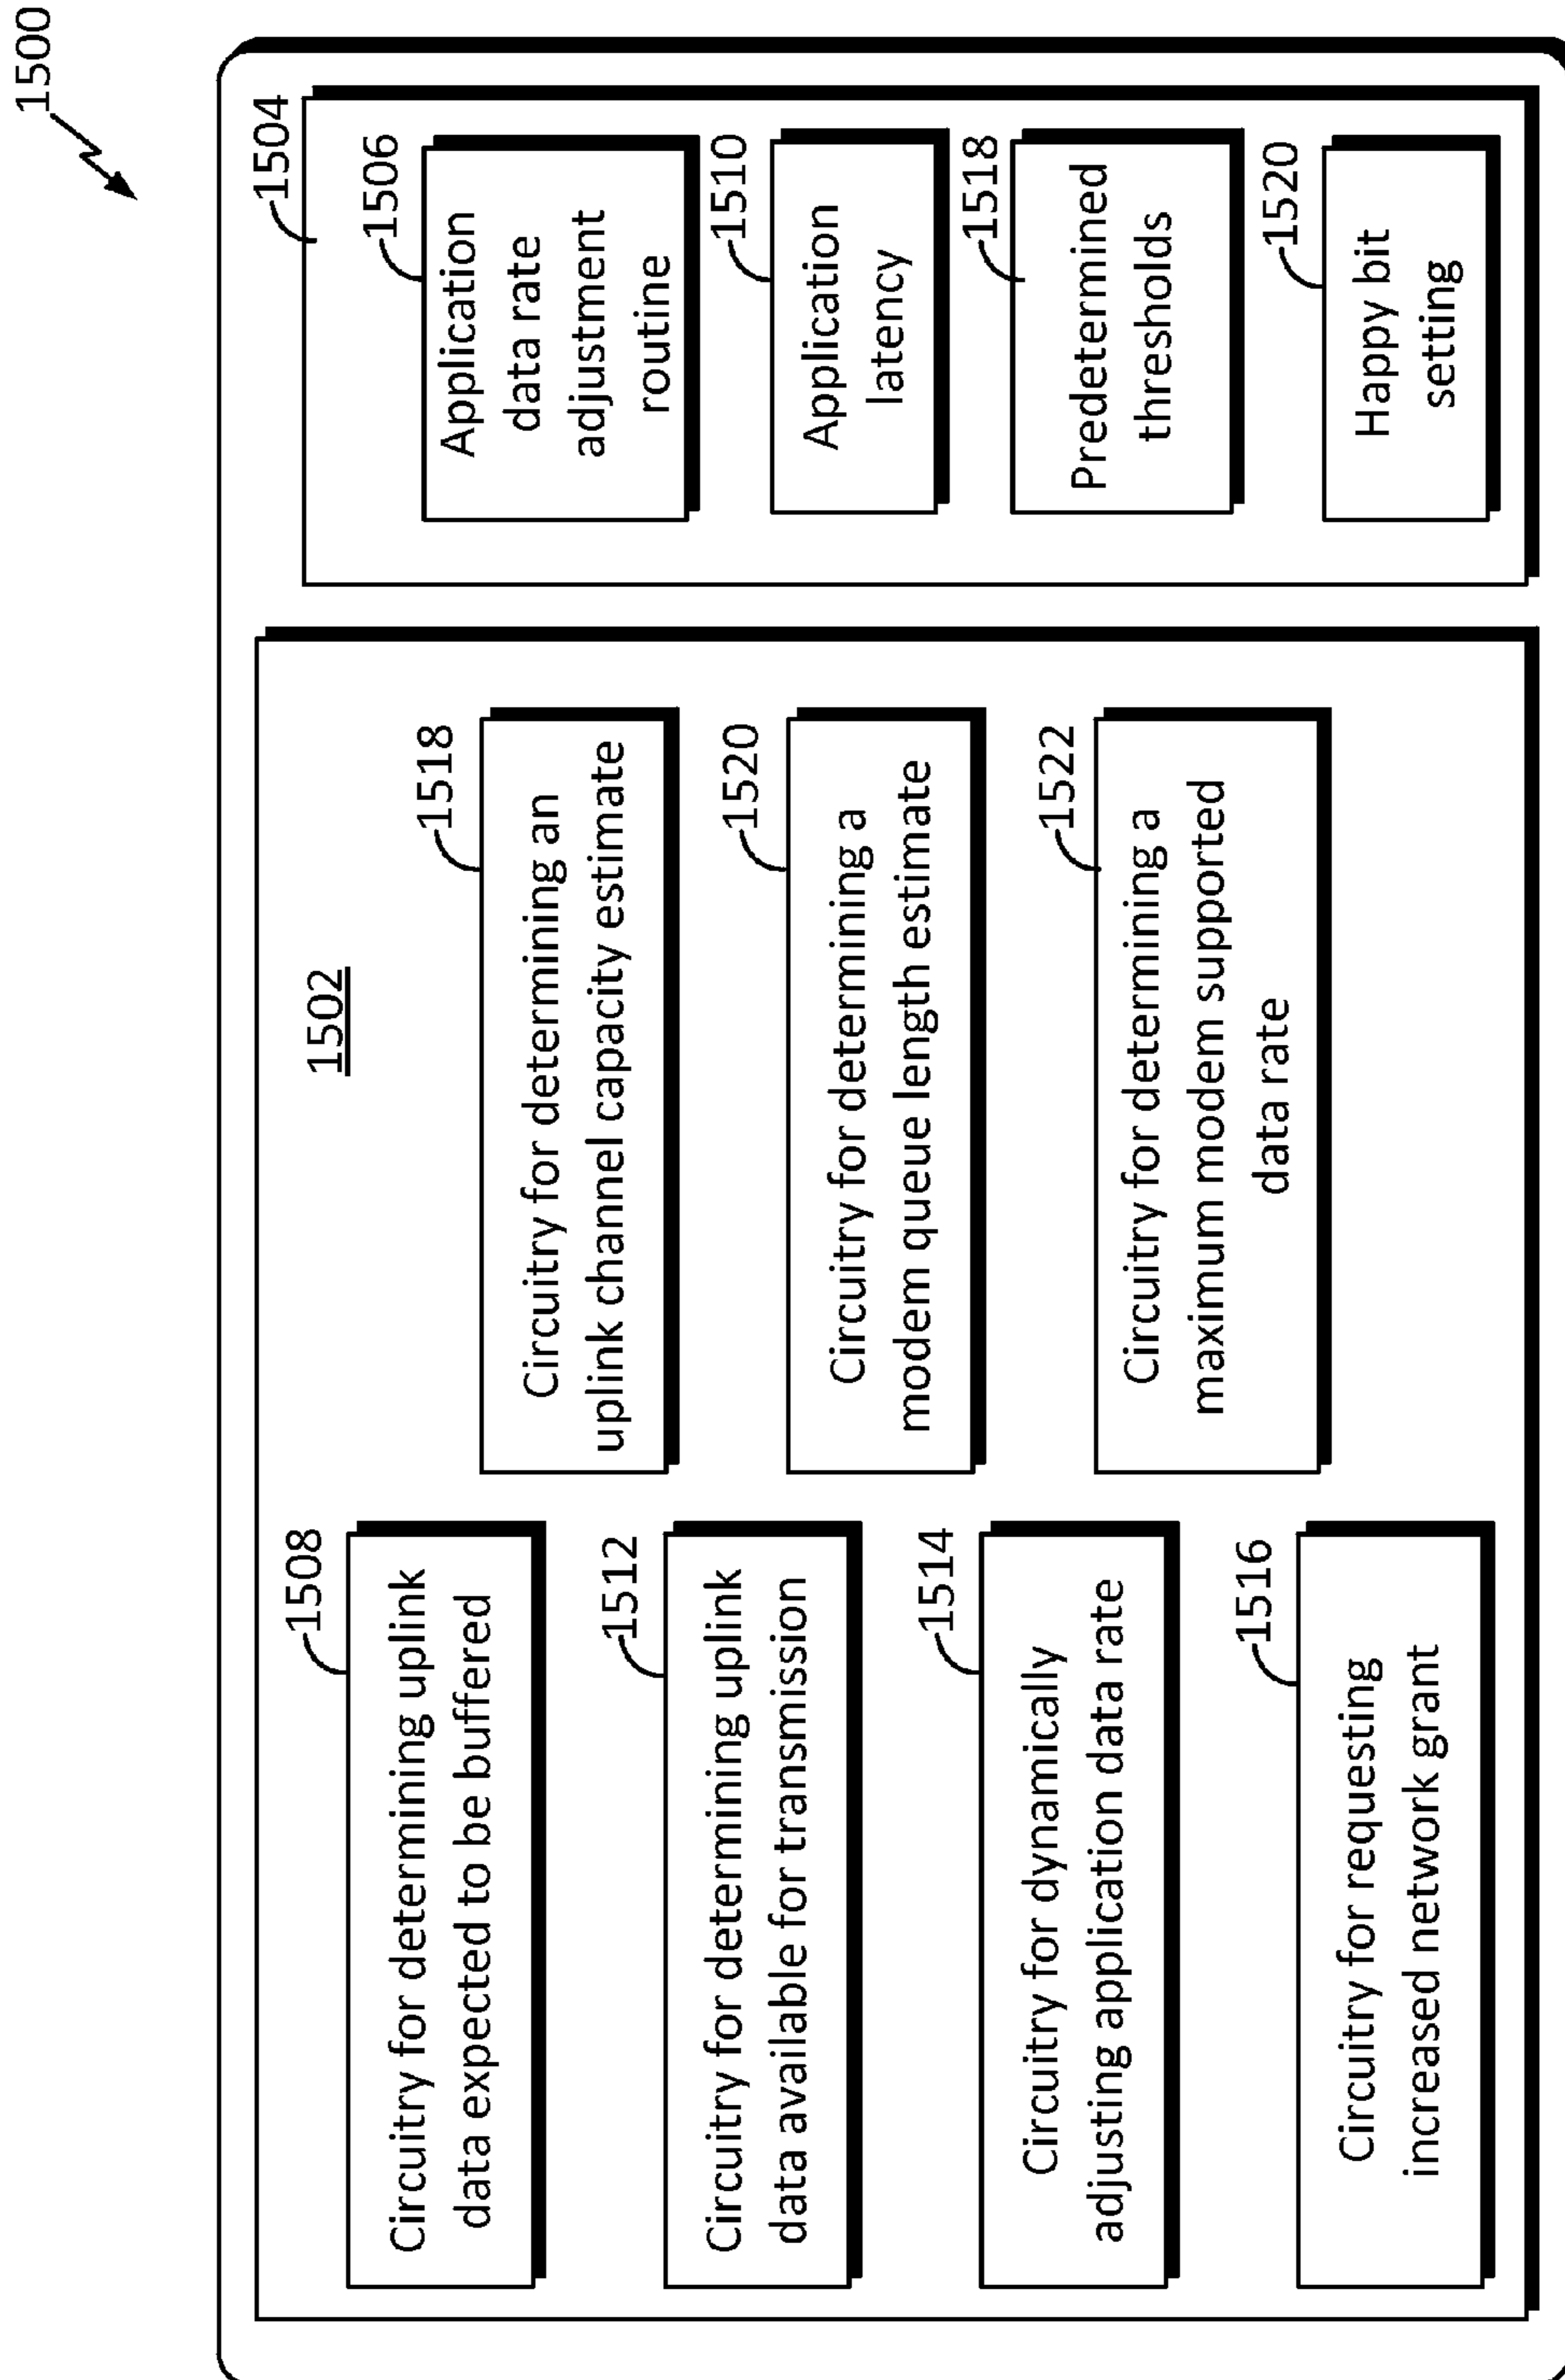 1500
1502
1508
Circuitry for determining uplink
data expected to be buffered
1512
Circuitry for determining uplink
data available for transmission
1514
Circuitry for dynamically
adjusting application data rate
1516
Circuitry for requesting
increased network grant
1518
Circuitry for determining an
uplink channel capacity estimate
1520
Circuitry for determining a
modem queue length estimate
1522
Circuitry for determining a
maximum modem supported
data rate
1504
1506
Application
data rate
adjustment
routine
1510
Application
latency
1518
Predetermined
thresholds
1520
Happy bit
setting